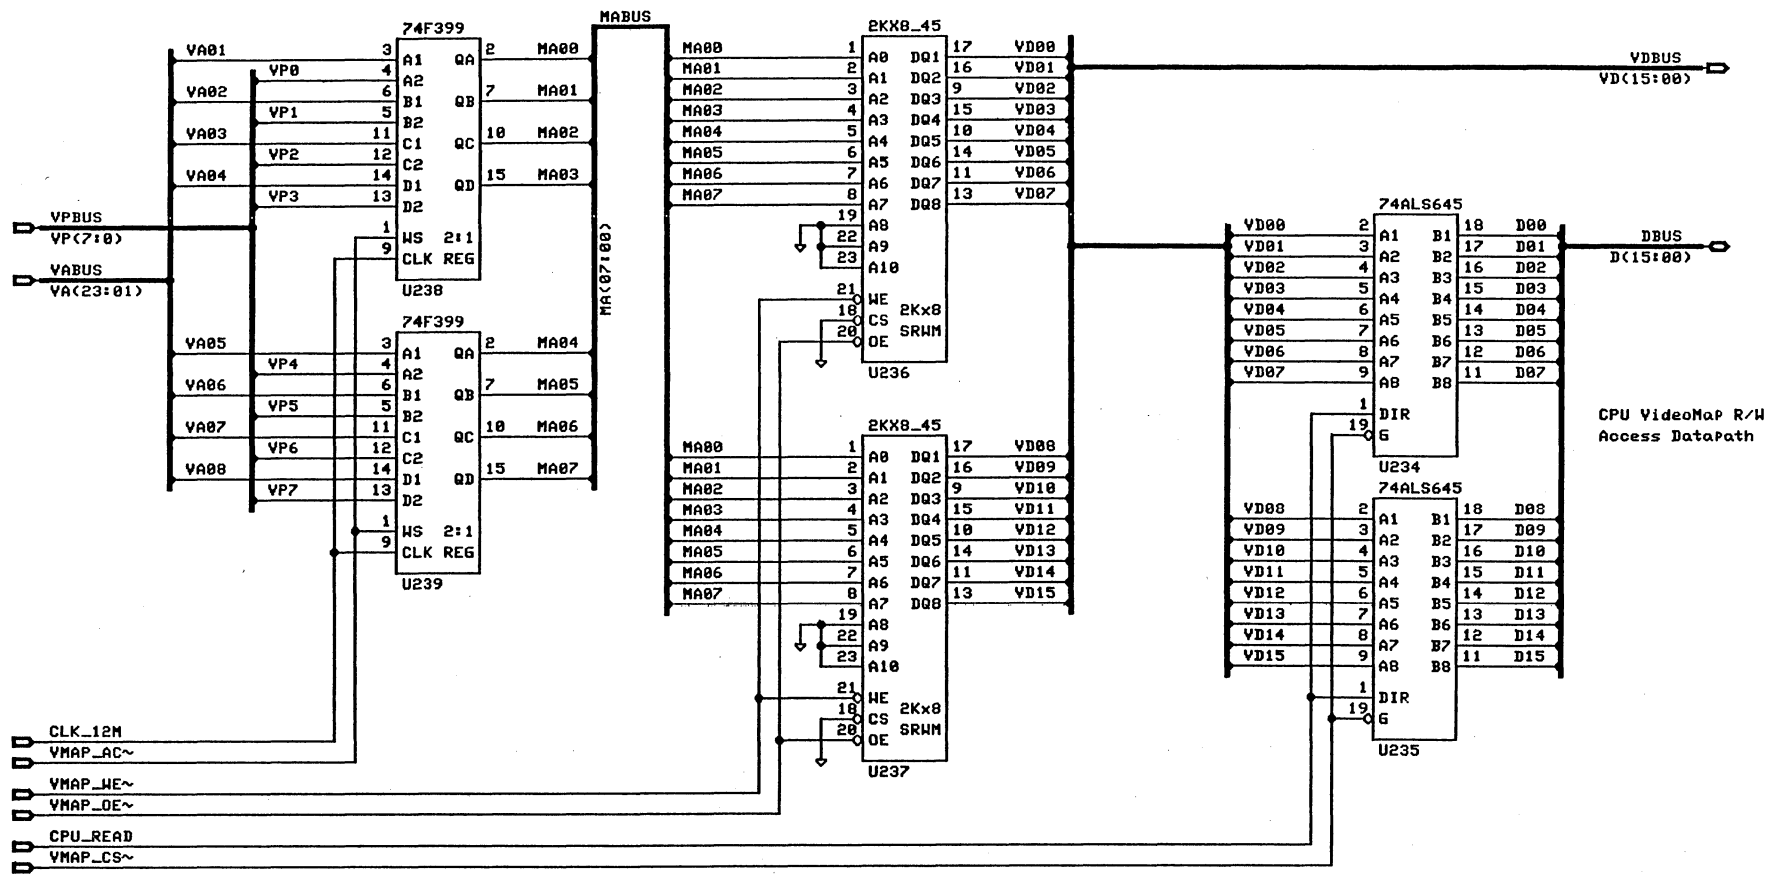 MABUS
74F399
VA01 3 A1 QA 2 MA00
VP0 4 A2
VA02 6 B1 QB 7 MA01
VP1 5 B2
VA03 11 C1 QC 10 MA02
VP2 12 C2
VA04 14 D1 QD 15 MA03
VP3 13 D2
1 WS 2:1
9 CLK REG
U238
VPBUS
VP(7:0)
VABUS
VA(23:01)
74F399
VA05 3 A1 QA 2 MA04
VP4 4 A2
VA06 6 B1 QB 7 MA05
VP5 5 B2
VA07 11 C1 QC 10 MA06
VP6 12 C2
VA08 14 D1 QD 15 MA07
VP7 13 D2
1 WS 2:1
9 CLK REG
U239
MA(07:00)
2KX8_45
MA00 1 A0 DQ1 17 VD00
MA01 2 A1 DQ2 16 VD01
MA02 3 A2 DQ3 9 VD02
MA03 4 A3 DQ4 15 VD03
MA04 5 A4 DQ5 10 VD04
MA05 6 A5 DQ6 14 VD05
MA06 7 A6 DQ7 11 VD06
MA07 8 A7 DQ8 13 VD07
19 A8
22 A9
23 A10
21 WE
18 CS 2Kx8
20 OE SRWM
U236
2KX8_45
MA00 1 A0 DQ1 17 VD08
MA01 2 A1 DQ2 16 VD09
MA02 3 A2 DQ3 9 VD10
MA03 4 A3 DQ4 15 VD11
MA04 5 A4 DQ5 10 VD12
MA05 6 A5 DQ6 14 VD13
MA06 7 A6 DQ7 11 VD14
MA07 8 A7 DQ8 13 VD15
19 A8
22 A9
23 A10
21 WE
18 CS 2Kx8
20 OE SRWM
U237
VDBUS
VD(15:00)
74ALS645
VD00 2 A1 B1 18 D00
VD01 3 A2 B2 17 D01
VD02 4 A3 B3 16 D02
VD03 5 A4 B4 15 D03
VD04 6 A5 B5 14 D04
VD05 7 A6 B6 13 D05
VD06 8 A7 B7 12 D06
VD07 9 A8 B8 11 D07
1 DIR
19 G
U234
DBUS
D(15:00)
CPU VideoMap R/W
Access Datapath
74ALS645
VD08 2 A1 B1 18 D08
VD09 3 A2 B2 17 D09
VD10 4 A3 B3 16 D10
VD11 5 A4 B4 15 D11
VD12 6 A5 B5 14 D12
VD13 7 A6 B6 13 D13
VD14 8 A7 B7 12 D14
VD15 9 A8 B8 11 D15
1 DIR
19 G
U235
CLK_12M
VMAP_AC~
VMAP_WE~
VMAP_OE~
CPU_READ
VMAP_CS~